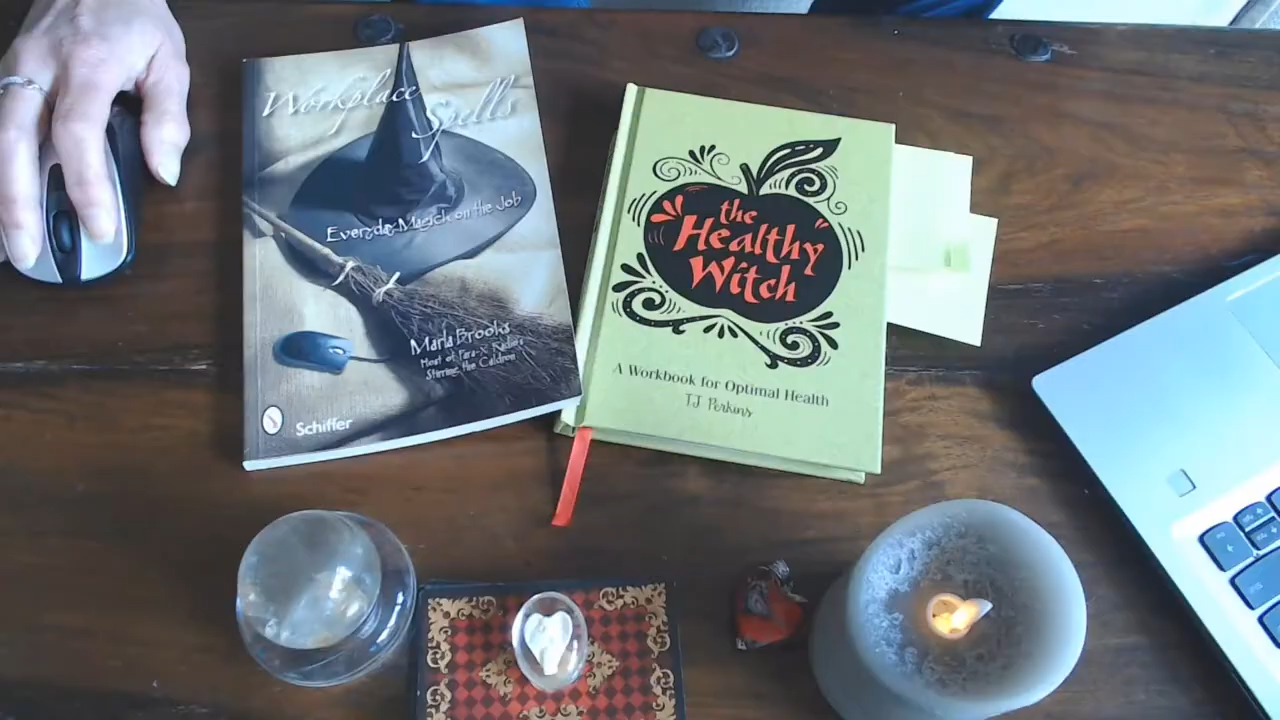 Workplace
Spells
Everyday Magick on the Job
Marla Brooks
Host of Para-X Radio's
Stirring the Caldron
Schiffer
the
"Healthy"
Witch
A Workbook for Optimal Health
TJ Perkins